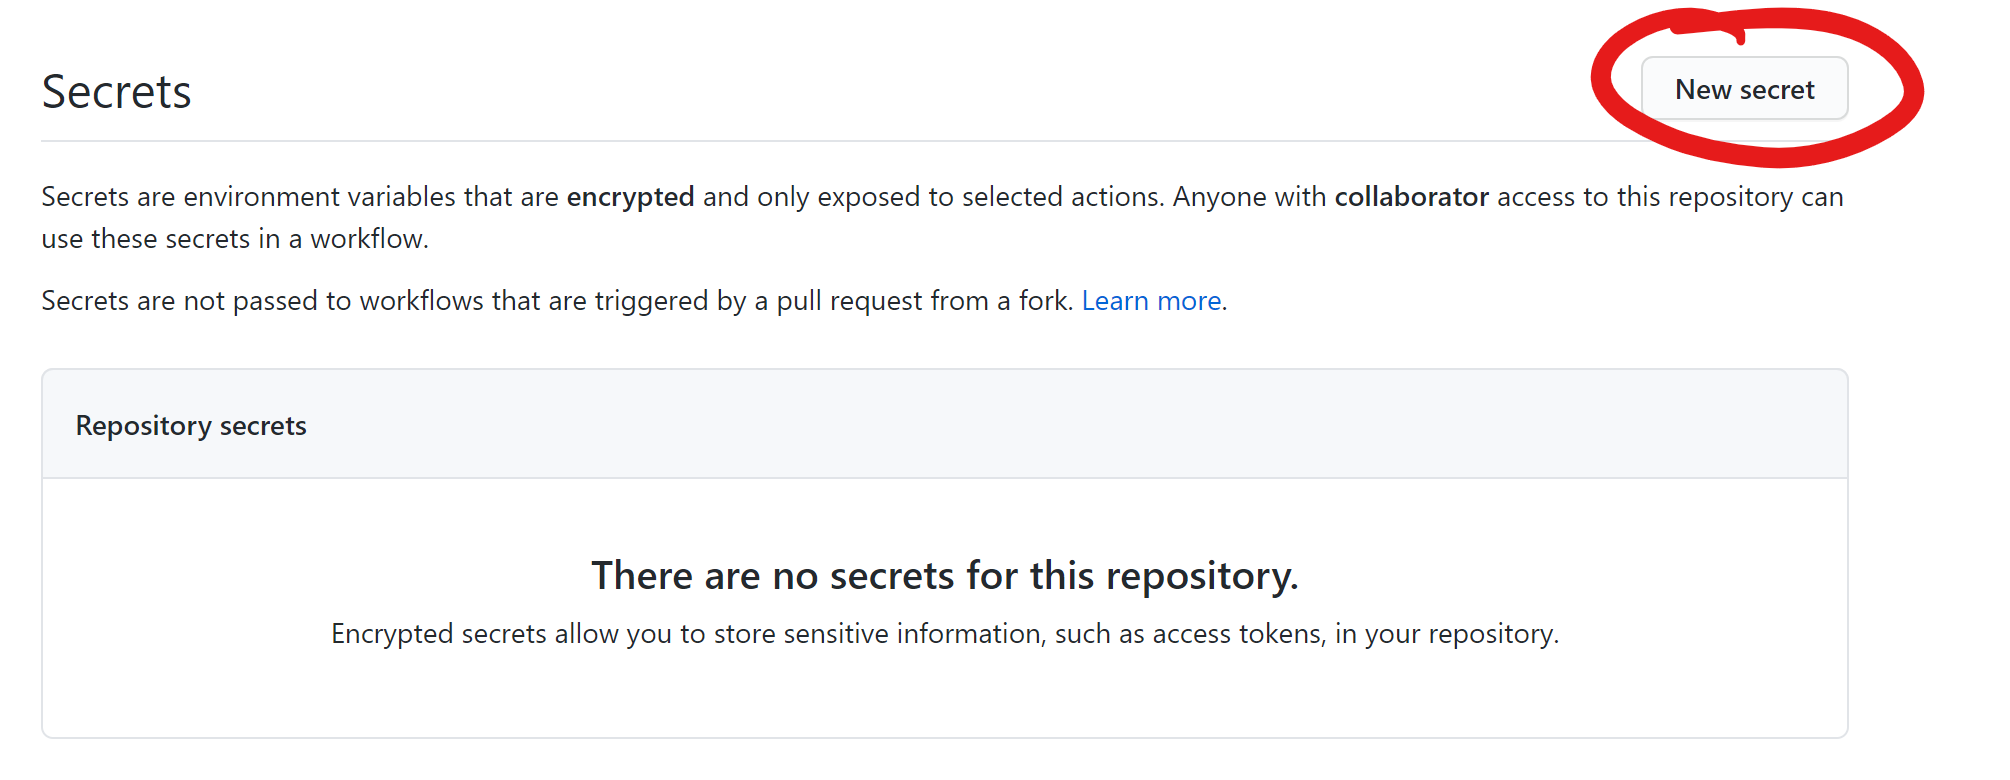 Secrets
New secret
Secrets are environment variables that are encrypted and only exposed to selected actions. Anyone with collaborator access to this repository can
use these secrets in a workflow.
Secrets are not passed to workflows that are triggered by a pull request from a fork. Learn more.
Repository secrets
There are no secrets for this repository.
Encrypted secrets allow you to store sensitive information, such as access tokens, in your repository.